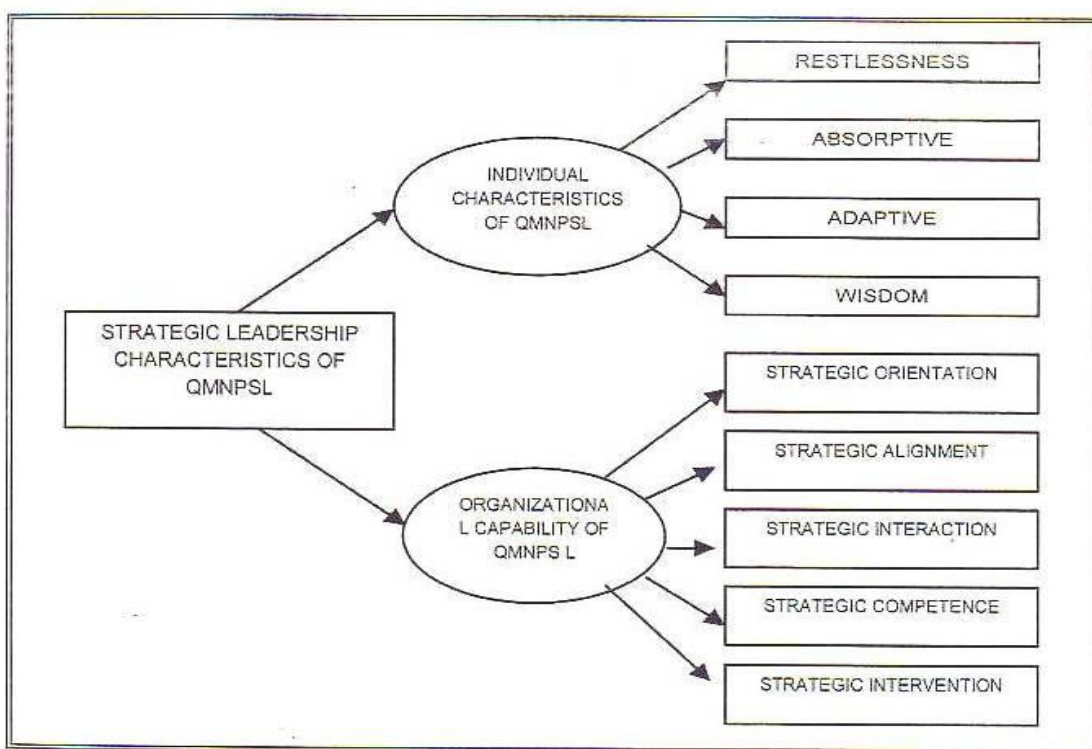 RESTLESSNESS
ABSORPTIVE
INDIVIDUAL
CHARACTERISTICS
OF QMNPSL
ADAPTIVE
WISDOM
STRATEGIC LEADERSHIP
CHARACTERISTICS OF
QMNPSL
STRATEGIC ORIENTATION
STRATEGIC ALIGNMENT
ORGANIZATIONA
L CAPABILITY OF
QMNPS L
STRATEGIC INTERACTION
STRATEGIC COMPETENCE
STRATEGIC INTERVENTION